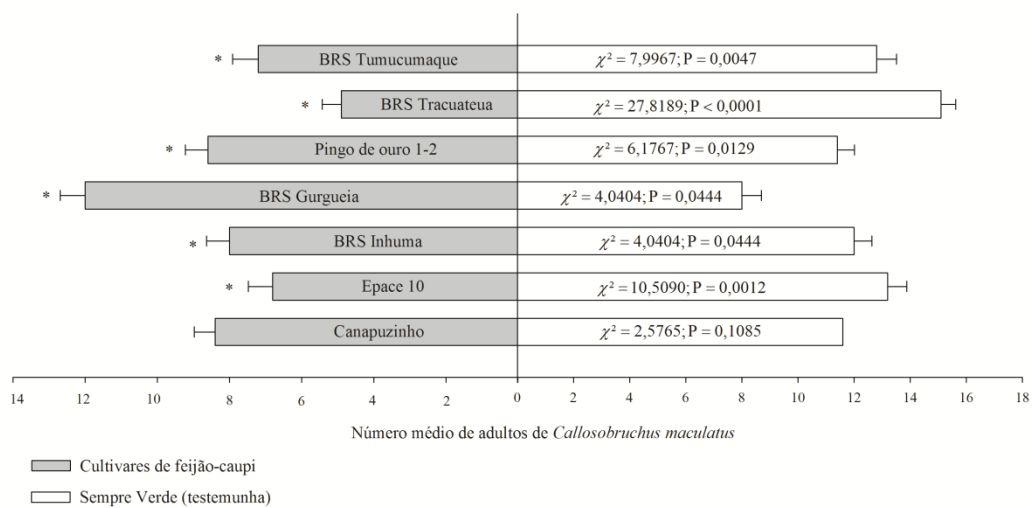 * BRS Tumucumaque χ² = 7,9967; P = 0,0047
* BRS Tracuateua χ² = 27,8189; P < 0,0001
* Pingo de ouro 1-2 χ² = 6,1767; P = 0,0129
* BRS Gurgueia χ² = 4,0404; P = 0,0444
* BRS Inhuma χ² = 4,0404; P = 0,0444
* Epace 10 χ² = 10,5090; P = 0,0012
Canapuzinho χ² = 2,5765; P = 0,1085
14 12 10 8 6 4 2 0 2 4 6 8 10 12 14 16 18
Número médio de adultos de Callosobruchus maculatus
Cultivares de feijão-caupi
Sempre Verde (testemunha)